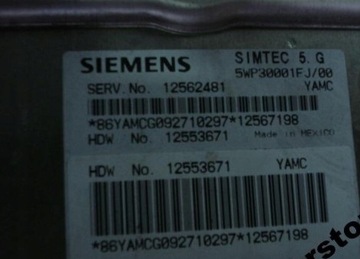 SIEMENS SIMTEC 5.G
5WP30001FJ/00
SERV.No. 12562481 YAMC
*86YAMCG092710297*12567198
HDW No. 12553671 Made in MEXICO
HDW No. 12553671 YAMC
*86YAMCG092710297*12567198